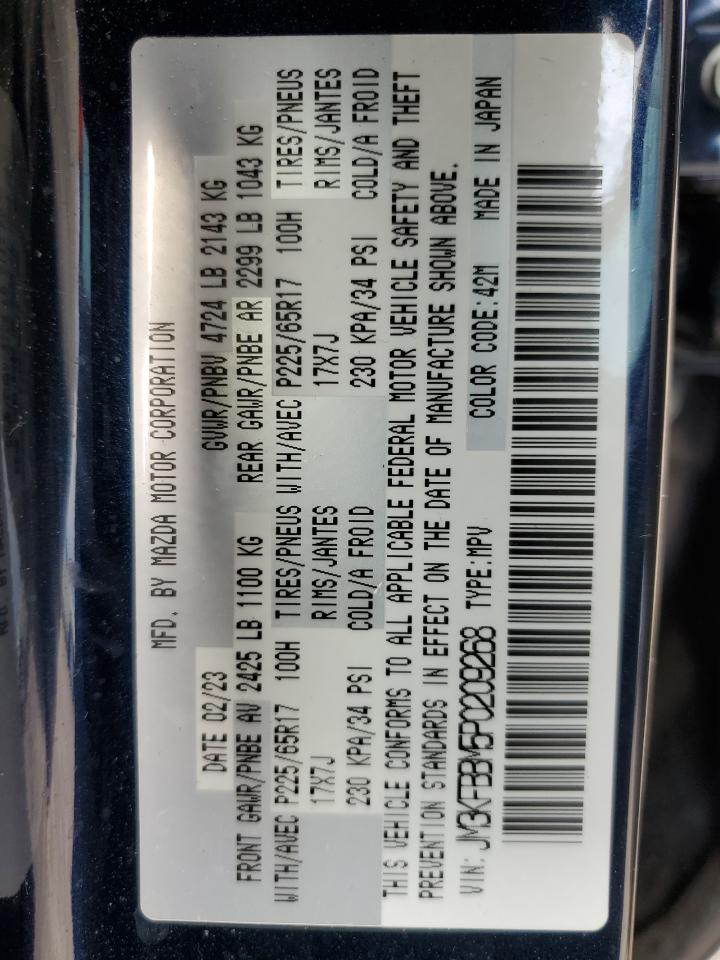 MFD. BY MAZDA MOTOR CORPORATION
DATE 02/23 GVWR/PNBV 4724 LB 2143 KG
FRONT GAWR/PNBE AV 2425 LB 1100 KG REAR GAWR/PNBE AR 2299 LB 1043 KG
WITH/AVEC P225/65R17 100H TIRES/PNEUS WITH/AVEC P225/65R17 100H TIRES/PNEUS
17X7J RIMS/JANTES 17X7J RIMS/JANTES
230 KPA/34 PSI COLD/A FROID 230 KPA/34 PSI COLD/A FROID
THIS VEHICLE CONFORMS TO ALL APPLICABLE FEDERAL MOTOR VEHICLE SAFETY AND THEFT
PREVENTION STANDARDS IN EFFECT ON THE DATE OF MANUFACTURE SHOWN ABOVE.
VIN: JM3KFBBM5P0209268 TYPE:MPV COLOR CODE:42M MADE IN JAPAN